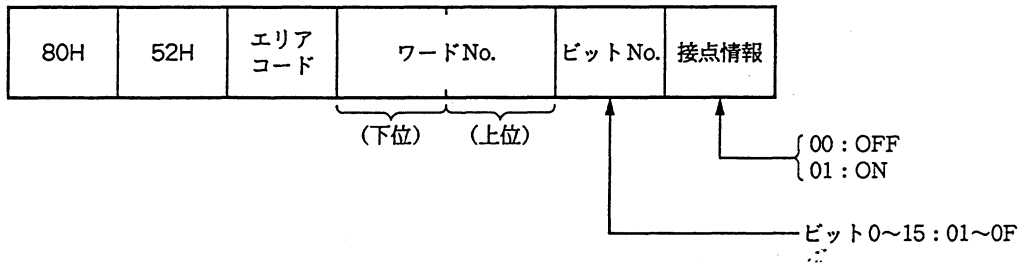 80H
52H
エリア
コード
ワードNo.
ビットNo.
接点情報
(下位)
(上位)
00：OFF
01：ON
ビット0～15：01～0F